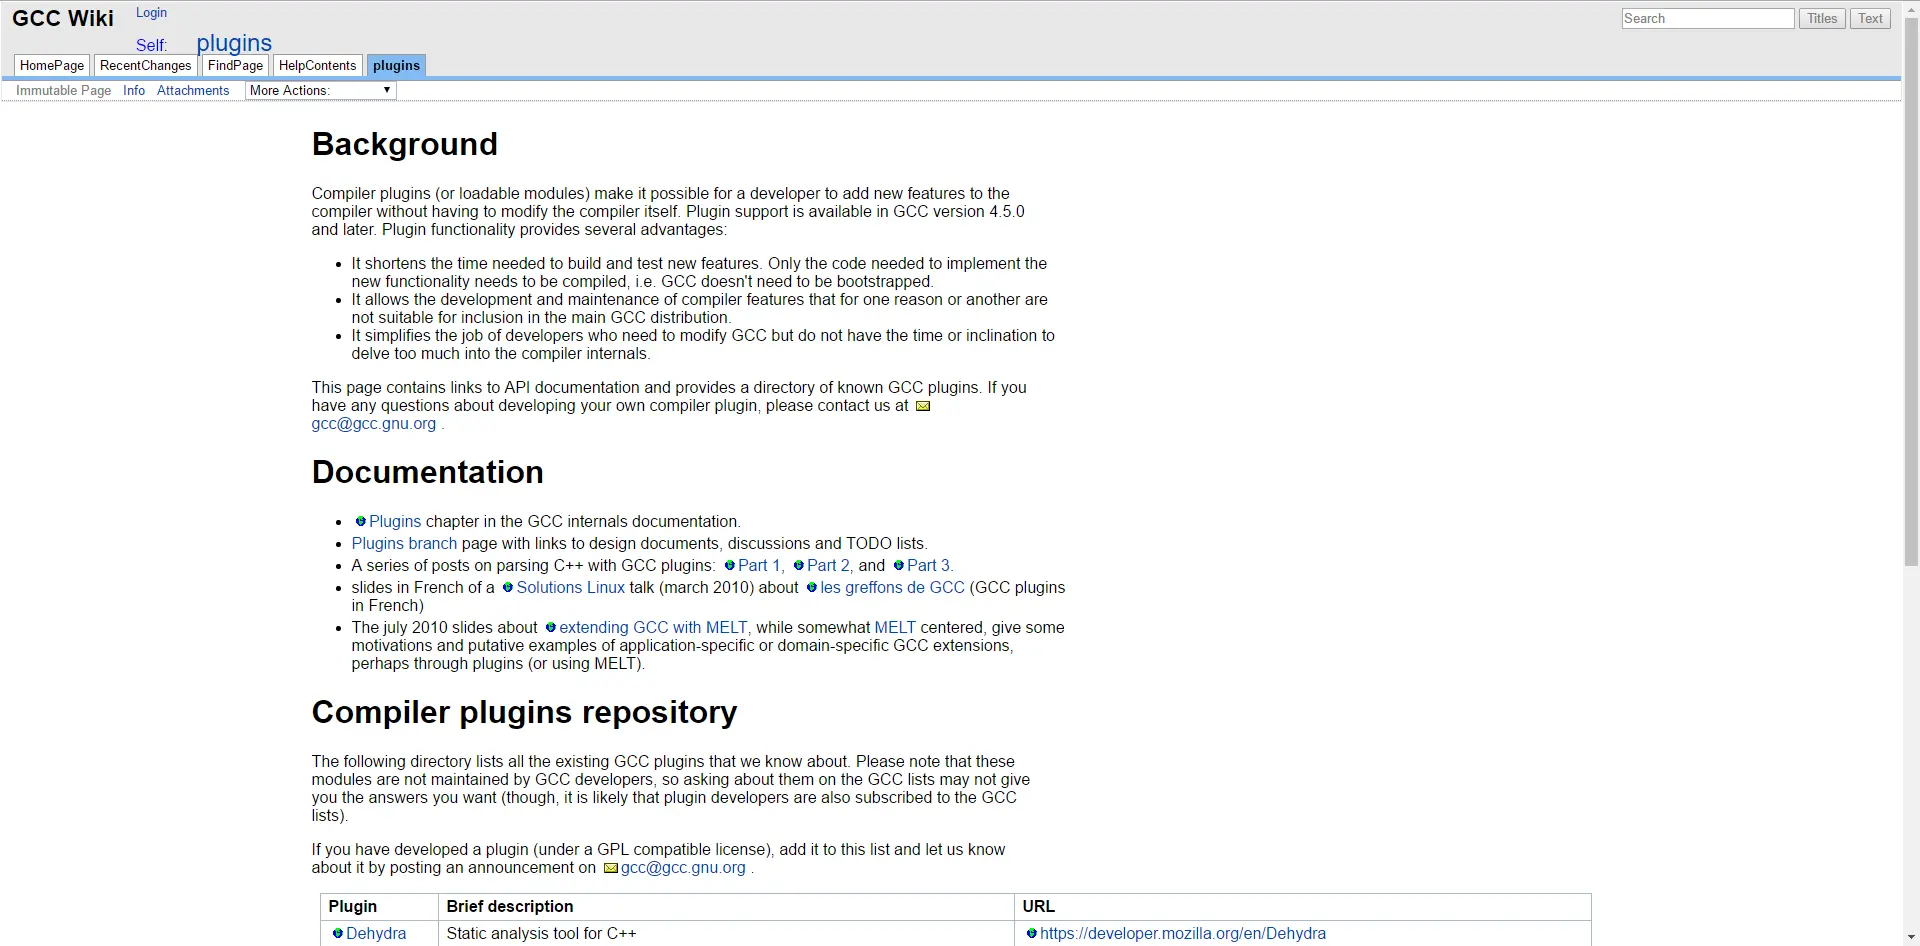 GCC Wiki
Login
Search
Titles
Text
Self: plugins
HomePage
RecentChanges
FindPage
HelpContents
plugins
Immutable Page
Info
Attachments
More Actions:
Background
Compiler plugins (or loadable modules) make it possible for a developer to add new features to the
compiler without having to modify the compiler itself. Plugin support is available in GCC version 4.5.0
and later. Plugin functionality provides several advantages:
It shortens the time needed to build and test new features. Only the code needed to implement the
new functionality needs to be compiled, i.e. GCC doesn't need to be bootstrapped.
It allows the development and maintenance of compiler features that for one reason or another are
not suitable for inclusion in the main GCC distribution.
It simplifies the job of developers who need to modify GCC but do not have the time or inclination to
delve too much into the compiler internals.
This page contains links to API documentation and provides a directory of known GCC plugins. If you
have any questions about developing your own compiler plugin, please contact us at
gcc@gcc.gnu.org .
Documentation
Plugins chapter in the GCC internals documentation.
Plugins branch page with links to design documents, discussions and TODO lists.
A series of posts on parsing C++ with GCC plugins: Part 1, Part 2, and Part 3.
slides in French of a Solutions Linux talk (march 2010) about les greffons de GCC (GCC plugins
in French)
The july 2010 slides about extending GCC with MELT, while somewhat MELT centered, give some
motivations and putative examples of application-specific or domain-specific GCC extensions,
perhaps through plugins (or using MELT).
Compiler plugins repository
The following directory lists all the existing GCC plugins that we know about. Please note that these
modules are not maintained by GCC developers, so asking about them on the GCC lists may not give
you the answers you want (though, it is likely that plugin developers are also subscribed to the GCC
lists).
If you have developed a plugin (under a GPL compatible license), add it to this list and let us know
about it by posting an announcement on gcc@gcc.gnu.org .
Plugin Brief description URL
Dehydra Static analysis tool for C++ https://developer.mozilla.org/en/Dehydra